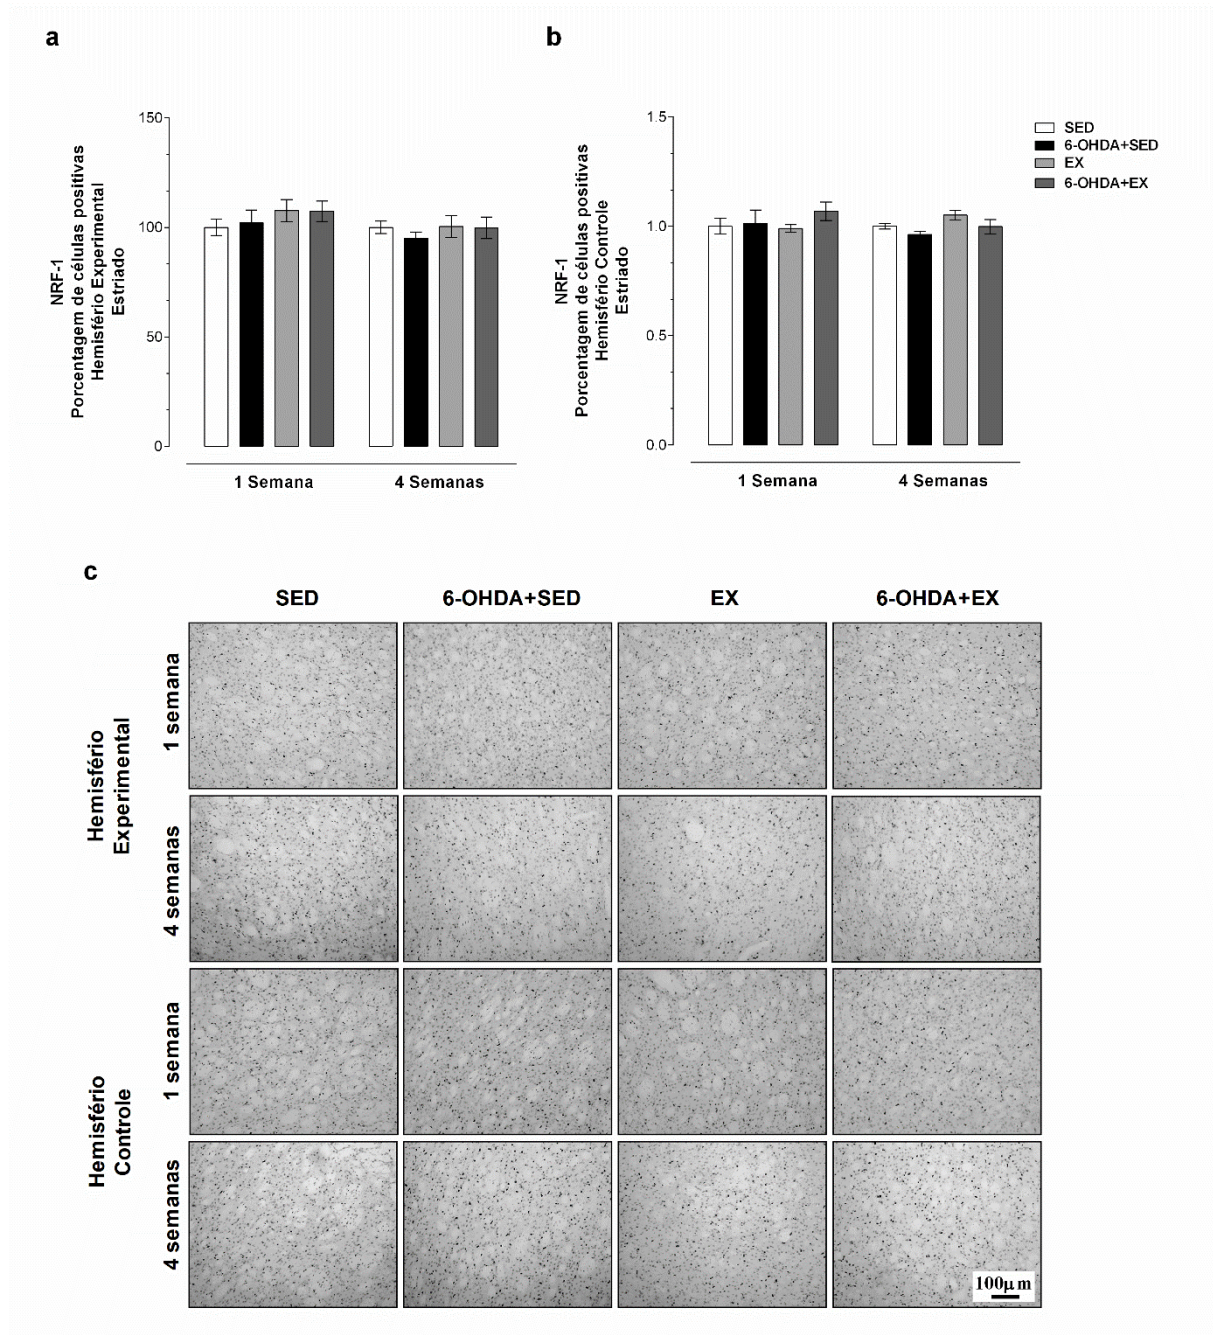 a
b
150
100
50
0
NRF-1
Porcentagem de células positivas
Hemisfério Experimental
Estriado
1 Semana
4 Semanas
1.5
1.0
0.5
0.0
NRF-1
Porcentagem de células positivas
Hemisfério Controle
Estriado
1 Semana
4 Semanas
SED
6-OHDA+SED
EX
6-OHDA+EX
c
SED
6-OHDA+SED
EX
6-OHDA+EX
Hemisfério
Experimental
1 semana
4 semanas
Hemisfério
Controle
1 semana
4 semanas
100µm